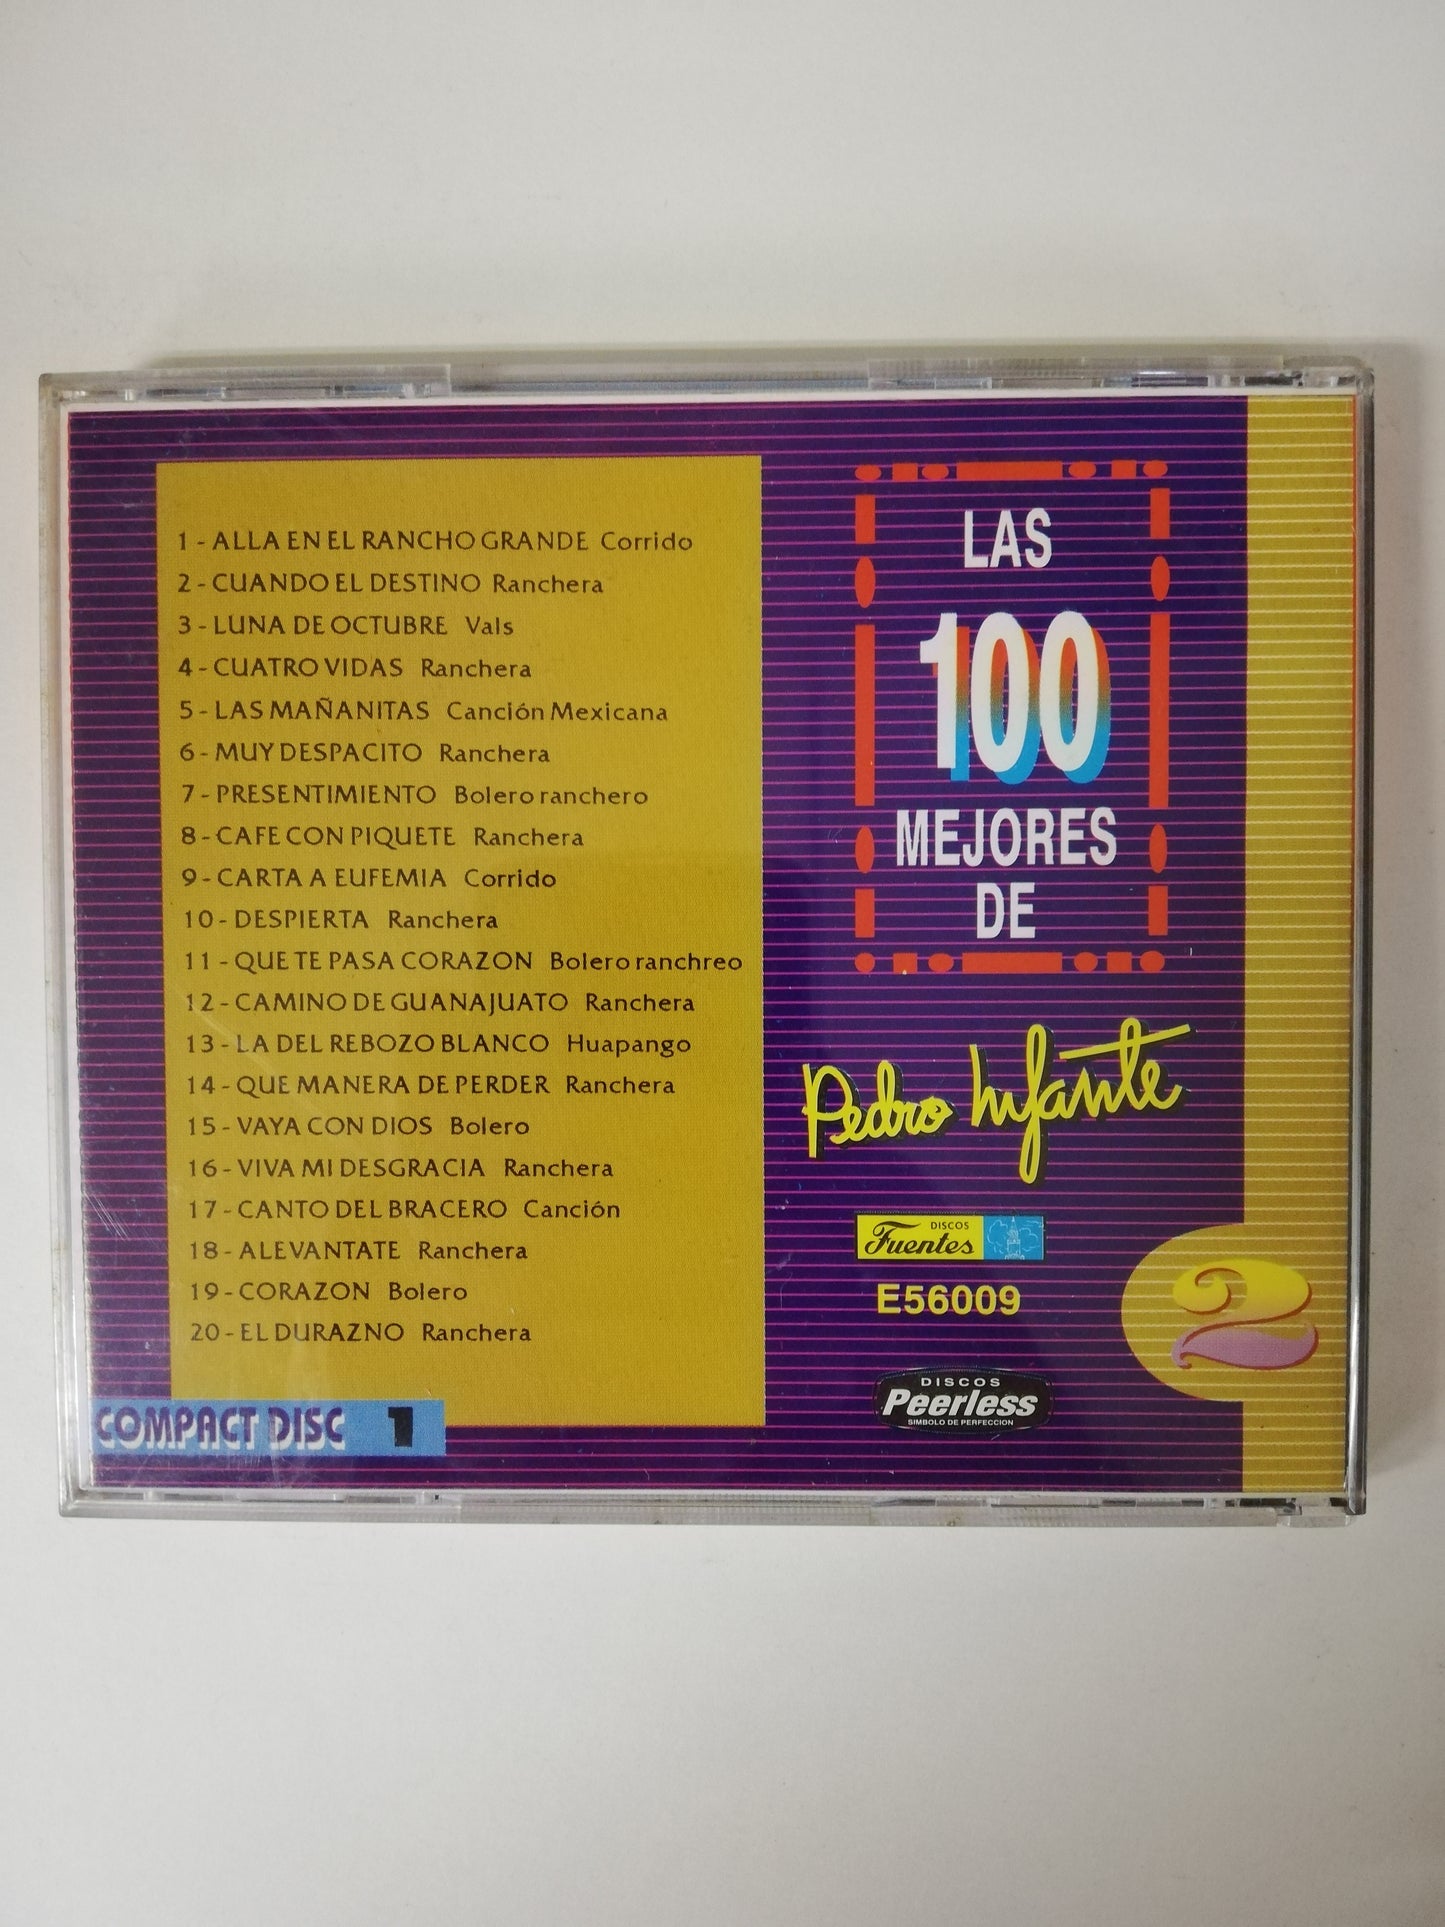 1 - ALLA EN EL RANCHO GRANDE Corrido
2 - CUANDO EL DESTINO Ranchera
3 - LUNA DE OCTUBRE Vals
4 - CUATRO VIDAS Ranchera
5 - LAS MAÑANITAS Canción Mexicana
6 - MUY DESPACITO Ranchera
7 - PRESENTIMIENTO Bolero ranchero
8 - CAFE CON PIQUETE Ranchera
9 - CARTA A EUFEMIA Corrido
10 - DESPIERTA Ranchera
11 - QUE TE PASA CORAZON Bolero ranchreo
12 - CAMINO DE GUANAJUATO Ranchera
13 - LA DEL REBOZO BLANCO Huapango
14 - QUE MANERA DE PERDER Ranchera
15 - VAYA CON DIOS Bolero
16 - VIVA MI DESGRACIA Ranchera
17 - CANTO DEL BRACERO Canción
18 - ALEVANTATE Ranchera
19 - CORAZON Bolero
20 - EL DURAZNO Ranchera
COMPACT DISC 1
LAS
100
MEJORES
DE
Pedro Infante
DISCOS
Fuentes
E56009
2
DISCOS
Peerless
SIMBOLO DE PERFECCION